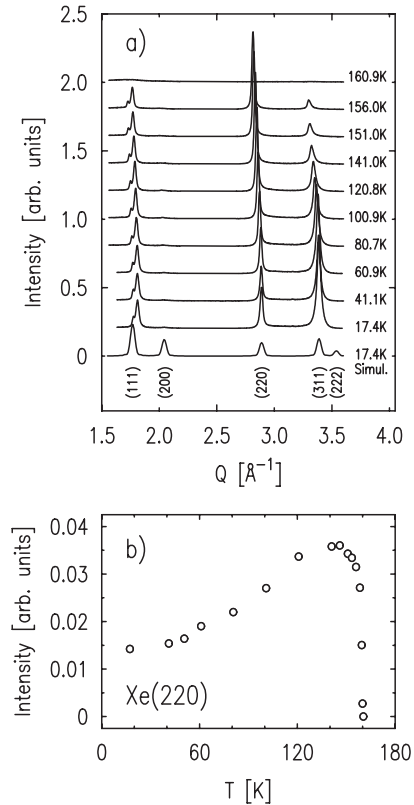 2.5
a)
160.9K
2.0
156.0K
151.0K
1.5
141.0K
120.8K
1.0
100.9K
80.7K
60.9K
0.5
41.1K
17.4K
0
17.4K
Simul.
Intensity [arb. units]
(111)
(200)
(220)
(311)
(222)
1.5 2.0 2.5 3.0 3.5 4.0
Q [Å⁻¹]
0.04
b)
0.03
0.02
0.01
Xe(220)
0
Intensity [arb. units]
0 60 120 180
T [K]